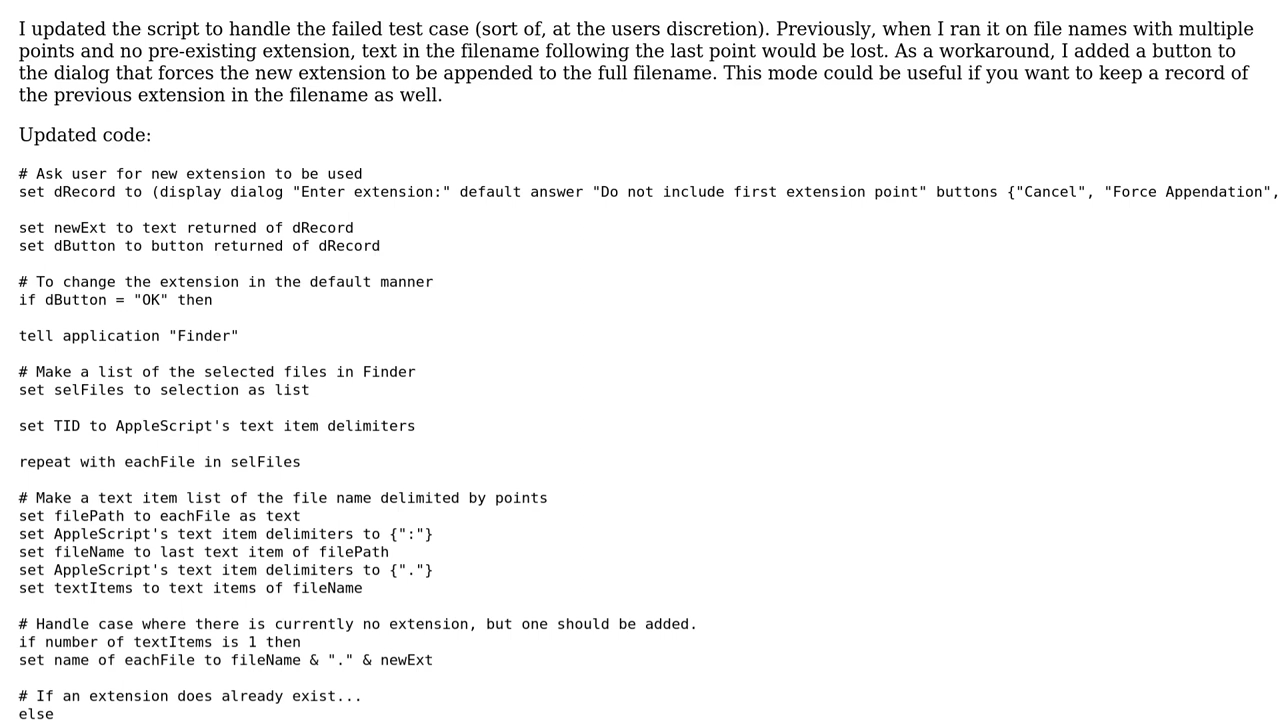 I updated the script to handle the failed test case (sort of, at the users discretion). Previously, when I ran it on file names with multiple
points and no pre-existing extension, text in the filename following the last point would be lost. As a workaround, I added a button to
the dialog that forces the new extension to be appended to the full filename. This mode could be useful if you want to keep a record of
the previous extension in the filename as well.
Updated code:
# Ask user for new extension to be used
set dRecord to (display dialog "Enter extension:" default answer "Do not include first extension point" buttons {"Cancel", "Force Appendation",
set newExt to text returned of dRecord
set dButton to button returned of dRecord
# To change the extension in the default manner
if dButton = "OK" then
tell application "Finder"
# Make a list of the selected files in Finder
set selFiles to selection as list
set TID to AppleScript's text item delimiters
repeat with eachFile in selFiles
# Make a text item list of the file name delimited by points
set filePath to eachFile as text
set AppleScript's text item delimiters to {":"}
set fileName to last text item of filePath
set AppleScript's text item delimiters to {"."}
set textItems to text items of fileName
# Handle case where there is currently no extension, but one should be added.
if number of textItems is 1 then
set name of eachFile to fileName & "." & newExt
# If an extension does already exist...
else